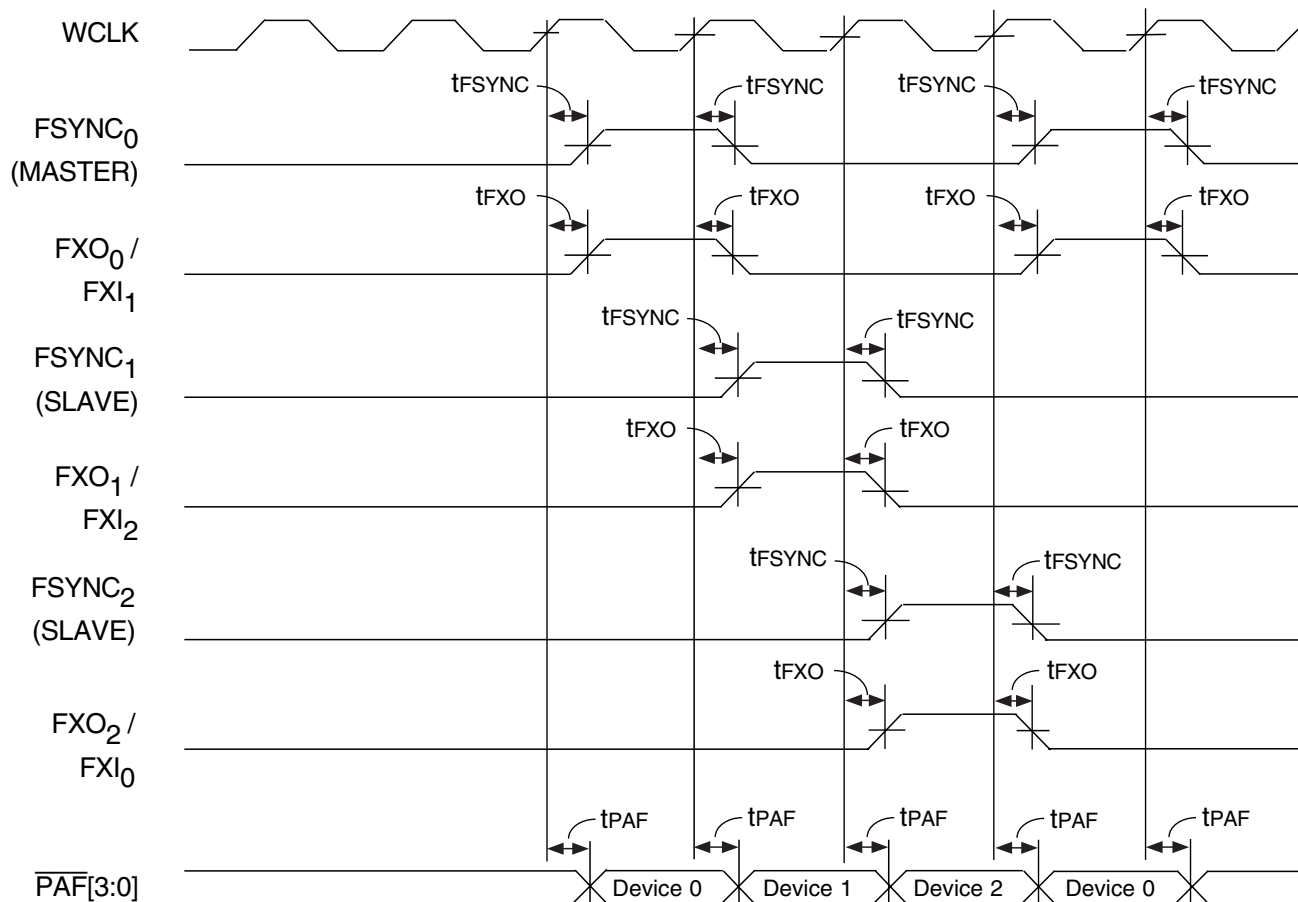 WCLK
tFSYNC tFSYNC tFSYNC tFSYNC
FSYNC0
(MASTER)
tFXO tFXO tFXO tFXO
FXO0 /
FXI1
tFSYNC tFSYNC
FSYNC1
(SLAVE)
tFXO tFXO
FXO1 /
FXI2
tFSYNC tFSYNC
FSYNC2
(SLAVE)
tFXO tFXO
FXO2 /
FXI0
tPAF tPAF tPAF tPAF tPAF
P̅A̅F̅[3:0] Device 0 Device 1 Device 2 Device 0